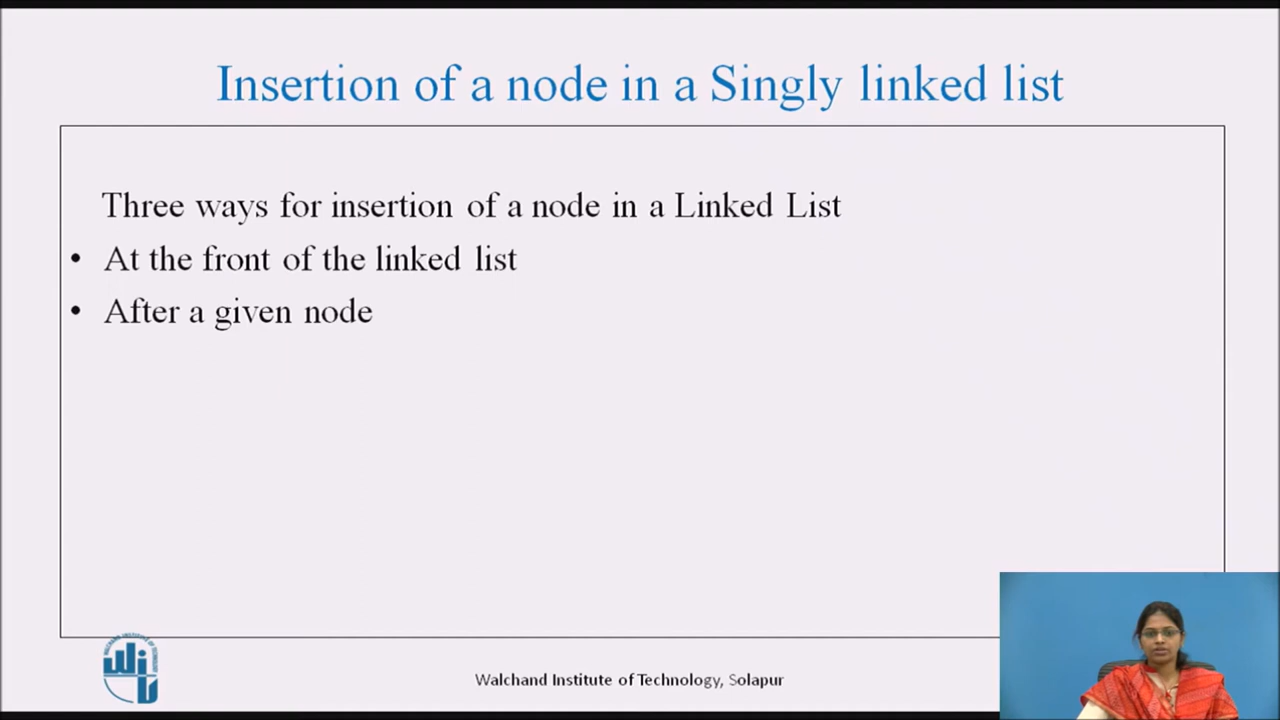 Insertion of a node in a Singly linked list
Three ways for insertion of a node in a Linked List
• At the front of the linked list
• After a given node
Walchand Institute of Technology, Solapur